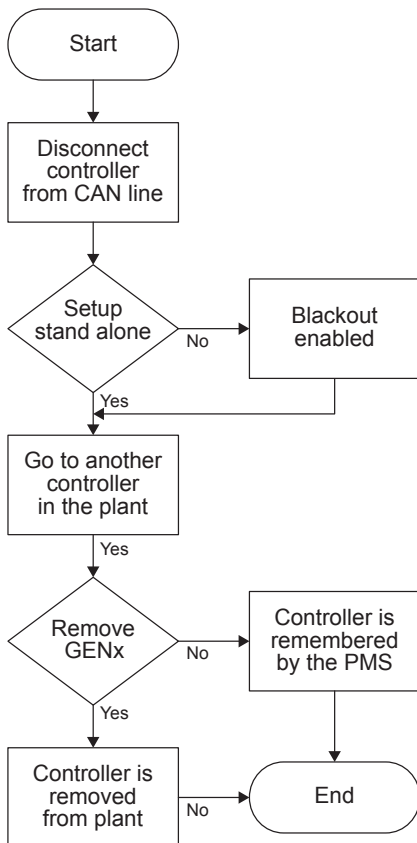 Start
Disconnect
controller
from CAN line
Setup
stand alone
No
Blackout
enabled
Yes
Go to another
controller
in the plant
Yes
Remove
GENx
No
Controller is
remembered
by the PMS
Yes
Controller is
removed
from plant
No
End